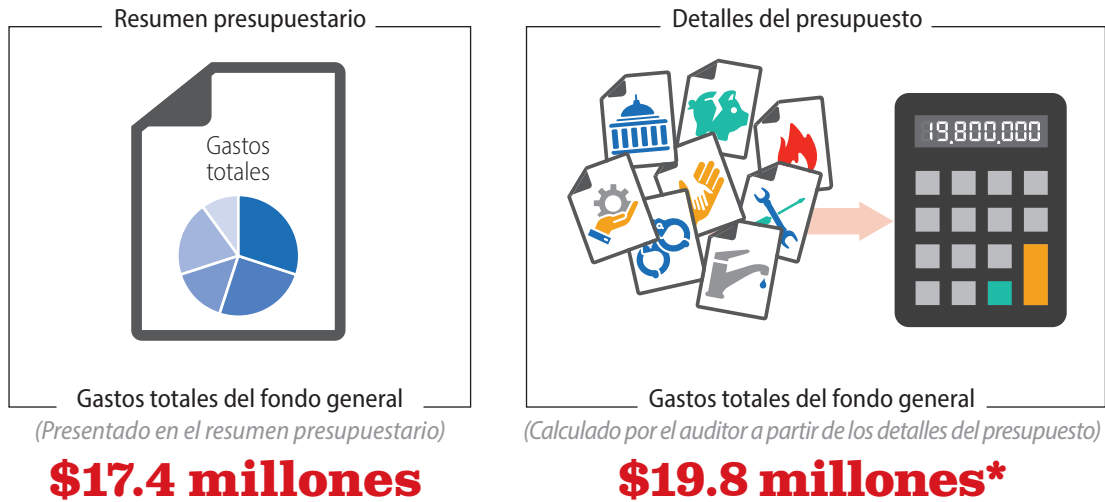 Resumen presupuestario
Gastos
totales
Gastos totales del fondo general
(Presentado en el resumen presupuestario)
$17.4 millones
Detalles del presupuesto
19,800,000
Gastos totales del fondo general
(Calculado por el auditor a partir de los detalles del presupuesto)
$19.8 millones*